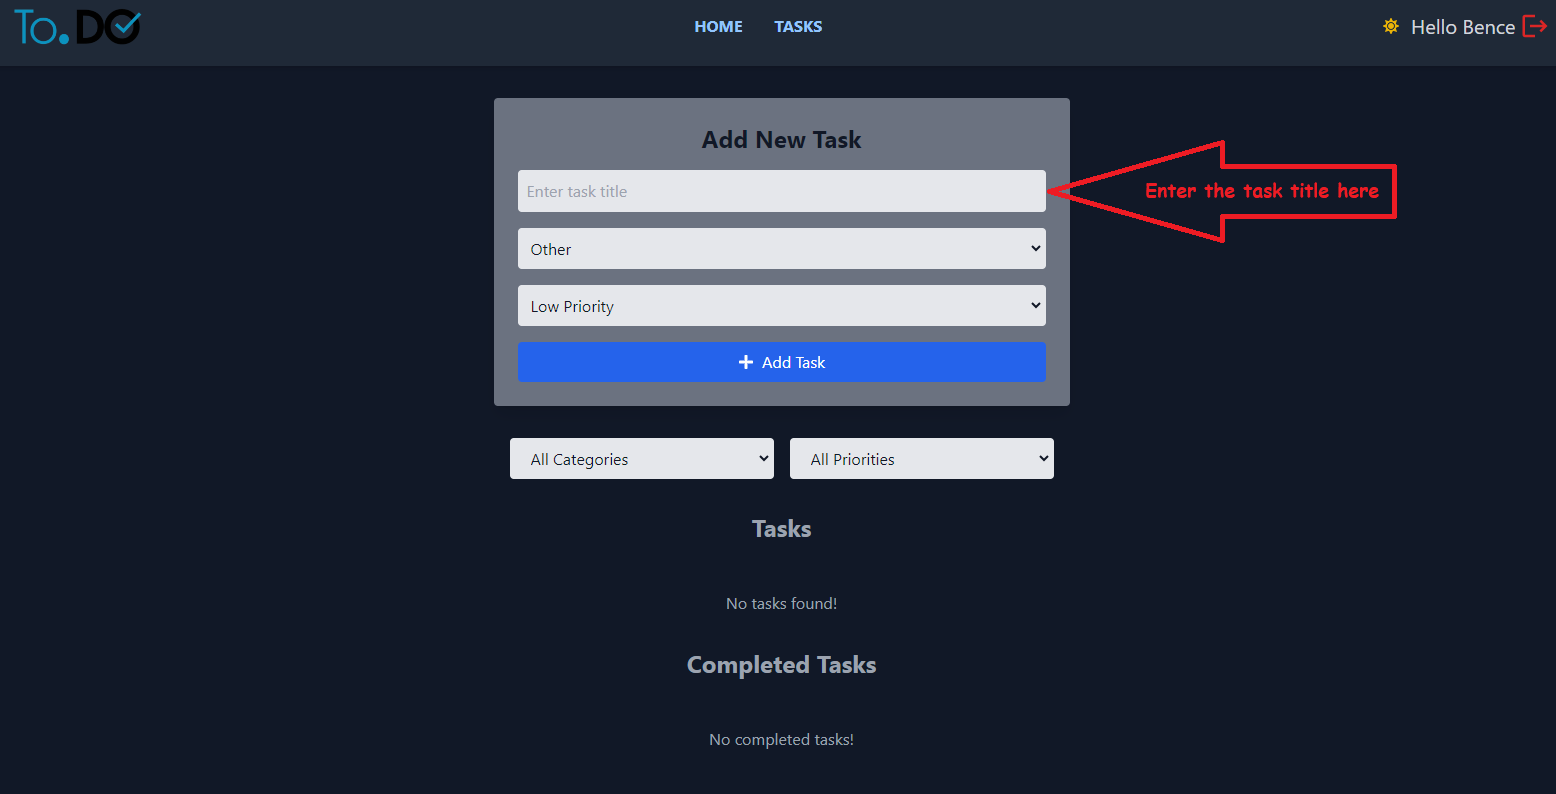 To.DO
HOME TASKS
Hello Bence
Add New Task
Enter task title
Enter the task title here
Other
Low Priority
Add Task
All Categories
All Priorities
Tasks
No tasks found!
Completed Tasks
No completed tasks!